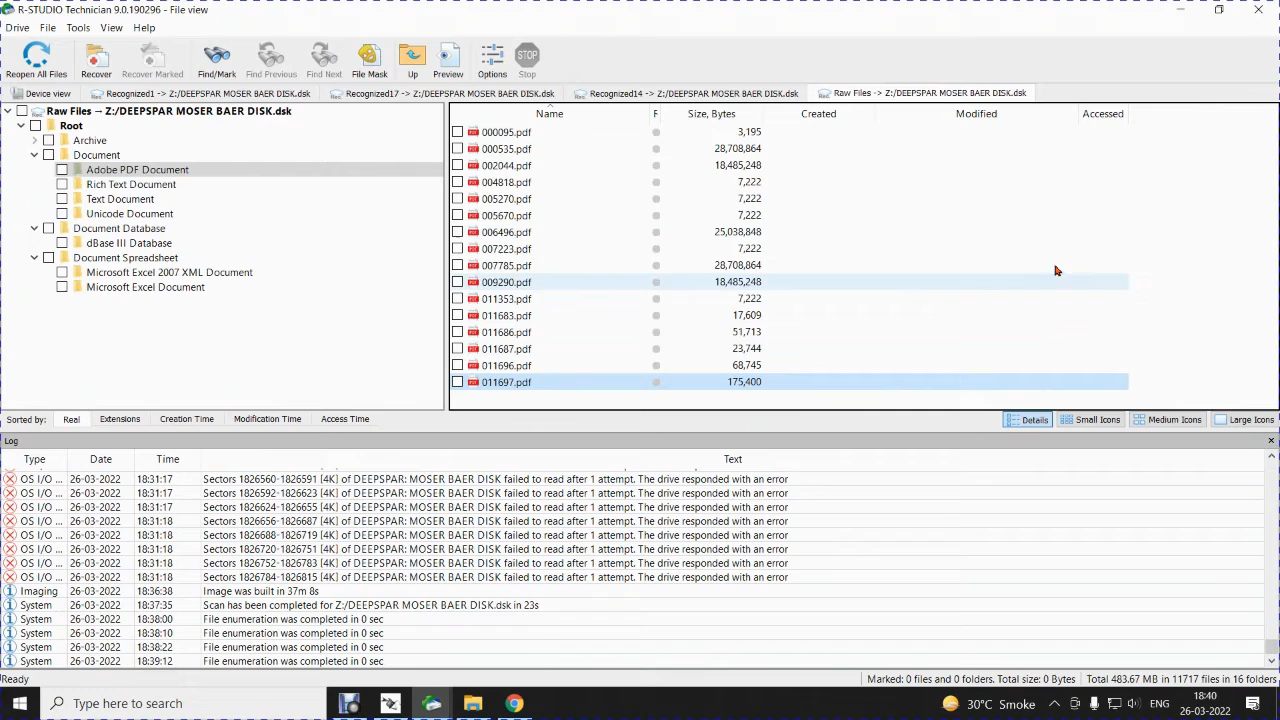 R-STUDIO Technician 9.0.190296 - File view
Drive File Tools View Help
Reopen All Files Recover Recover Marked Find/Mark Find Previous Find Next File Mask Up Preview Options STOP Stop
Device view Recognized1 -> Z:/DEEPSPAR MOSER BAER DISK.dsk Recognized17 -> Z:/DEEPSPAR MOSER BAER DISK.dsk Recognized14 -> Z:/DEEPSPAR MOSER BAER DISK.dsk Raw Files -> Z:/DEEPSPAR MOSER BAER DISK.dsk
Raw Files → Z:/DEEPSPAR MOSER BAER DISK.dsk
Root
Archive
Document
Adobe PDF Document
Rich Text Document
Text Document
Unicode Document
Document Database
dBase III Database
Document Spreadsheet
Microsoft Excel 2007 XML Document
Microsoft Excel Document
Name F Size, Bytes Created Modified Accessed
000095.pdf 3,195
000535.pdf 28,708,864
002044.pdf 18,485,248
004818.pdf 7,222
005270.pdf 7,222
005670.pdf 7,222
006496.pdf 25,038,848
007223.pdf 7,222
007785.pdf 28,708,864
009290.pdf 18,485,248
011353.pdf 7,222
011683.pdf 17,609
011686.pdf 51,713
011687.pdf 23,744
011696.pdf 68,745
011697.pdf 175,400
Sorted by: Real Extensions Creation Time Modification Time Access Time Details Small Icons Medium Icons Large Icons
Log
Type Date Time Text
OS I/O ... 26-03-2022 18:31:17 Sectors 1826560-1826591 [4K] of DEEPSPAR: MOSER BAER DISK failed to read after 1 attempt. The drive responded with an error
OS I/O ... 26-03-2022 18:31:17 Sectors 1826592-1826623 [4K] of DEEPSPAR: MOSER BAER DISK failed to read after 1 attempt. The drive responded with an error
OS I/O ... 26-03-2022 18:31:17 Sectors 1826624-1826655 [4K] of DEEPSPAR: MOSER BAER DISK failed to read after 1 attempt. The drive responded with an error
OS I/O ... 26-03-2022 18:31:18 Sectors 1826656-1826687 [4K] of DEEPSPAR: MOSER BAER DISK failed to read after 1 attempt. The drive responded with an error
OS I/O ... 26-03-2022 18:31:18 Sectors 1826688-1826719 [4K] of DEEPSPAR: MOSER BAER DISK failed to read after 1 attempt. The drive responded with an error
OS I/O ... 26-03-2022 18:31:18 Sectors 1826720-1826751 [4K] of DEEPSPAR: MOSER BAER DISK failed to read after 1 attempt. The drive responded with an error
OS I/O ... 26-03-2022 18:31:18 Sectors 1826752-1826783 [4K] of DEEPSPAR: MOSER BAER DISK failed to read after 1 attempt. The drive responded with an error
OS I/O ... 26-03-2022 18:31:18 Sectors 1826784-1826815 [4K] of DEEPSPAR: MOSER BAER DISK failed to read after 1 attempt. The drive responded with an error
Imaging 26-03-2022 18:36:38 Image was built in 37m 8s
System 26-03-2022 18:37:35 Scan has been completed for Z:/DEEPSPAR MOSER BAER DISK.dsk in 23s
System 26-03-2022 18:38:00 File enumeration was completed in 0 sec
System 26-03-2022 18:38:10 File enumeration was completed in 0 sec
System 26-03-2022 18:38:22 File enumeration was completed in 0 sec
System 26-03-2022 18:39:12 File enumeration was completed in 0 sec
Ready Marked: 0 files and 0 folders. Total size: 0 Bytes Total 483.67 MB in 11717 files in 16 folders
Type here to search 30°C Smoke ENG 18:40
26-03-2022